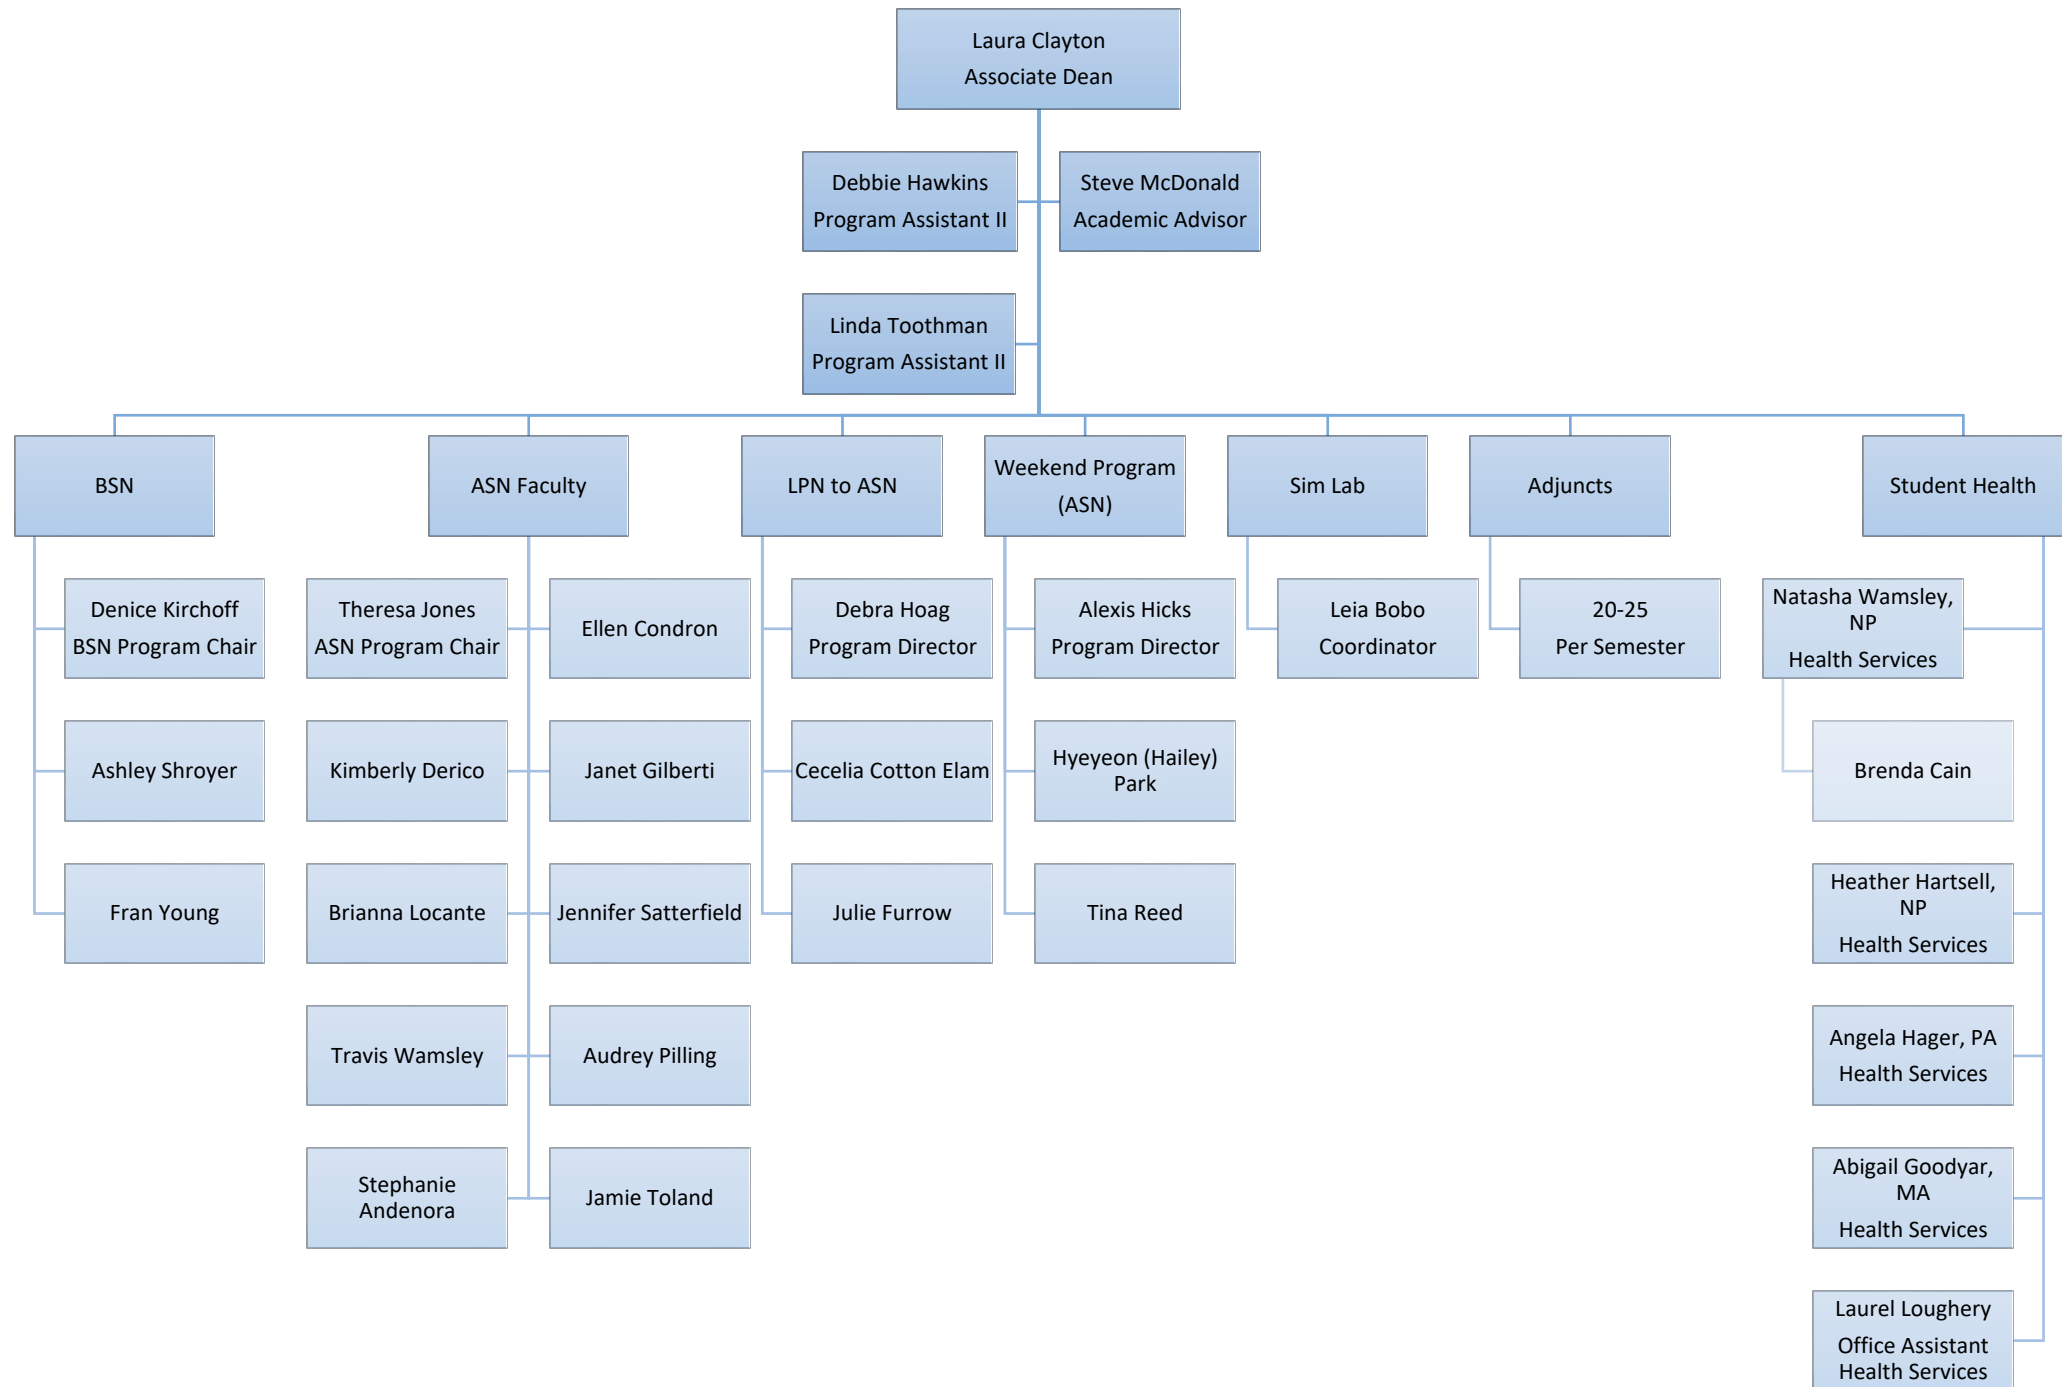 Laura Clayton
Associate Dean
Debbie Hawkins
Program Assistant II
Steve McDonald
Academic Advisor
Linda Toothman
Program Assistant II
BSN
ASN Faculty
LPN to ASN
Weekend Program
(ASN)
Sim Lab
Adjuncts
Student Health
Denice Kirchoff
BSN Program Chair
Ashley Shroyer
Fran Young
Theresa Jones
ASN Program Chair
Ellen Condron
Kimberly Derico
Janet Gilberti
Brianna Locante
Jennifer Satterfield
Travis Wamsley
Audrey Pilling
Stephanie
Andenora
Jamie Toland
Debra Hoag
Program Director
Cecelia Cotton Elam
Julie Furrow
Alexis Hicks
Program Director
Hyeyeon (Hailey)
Park
Tina Reed
Leia Bobo
Coordinator
20-25
Per Semester
Natasha Wamsley,
NP
Health Services
Brenda Cain
Heather Hartsell,
NP
Health Services
Angela Hager, PA
Health Services
Abigail Goodyar,
MA
Health Services
Laurel Loughery
Office Assistant
Health Services